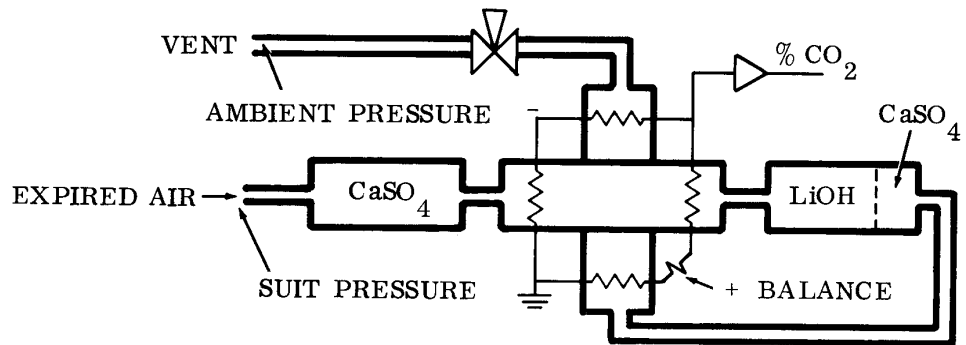 VENT
% CO2
AMBIENT PRESSURE
-
CaSO4
EXPIRED AIR
CaSO4
LiOH
SUIT PRESSURE
+ BALANCE